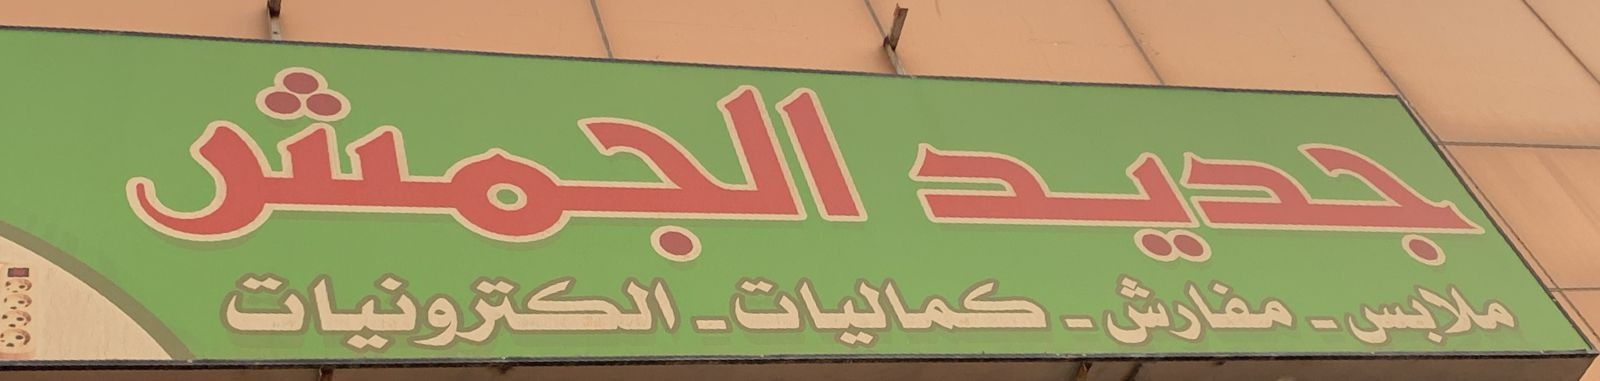 جديد الجمش
ملابس - مفارش - كماليات - الكترونيات